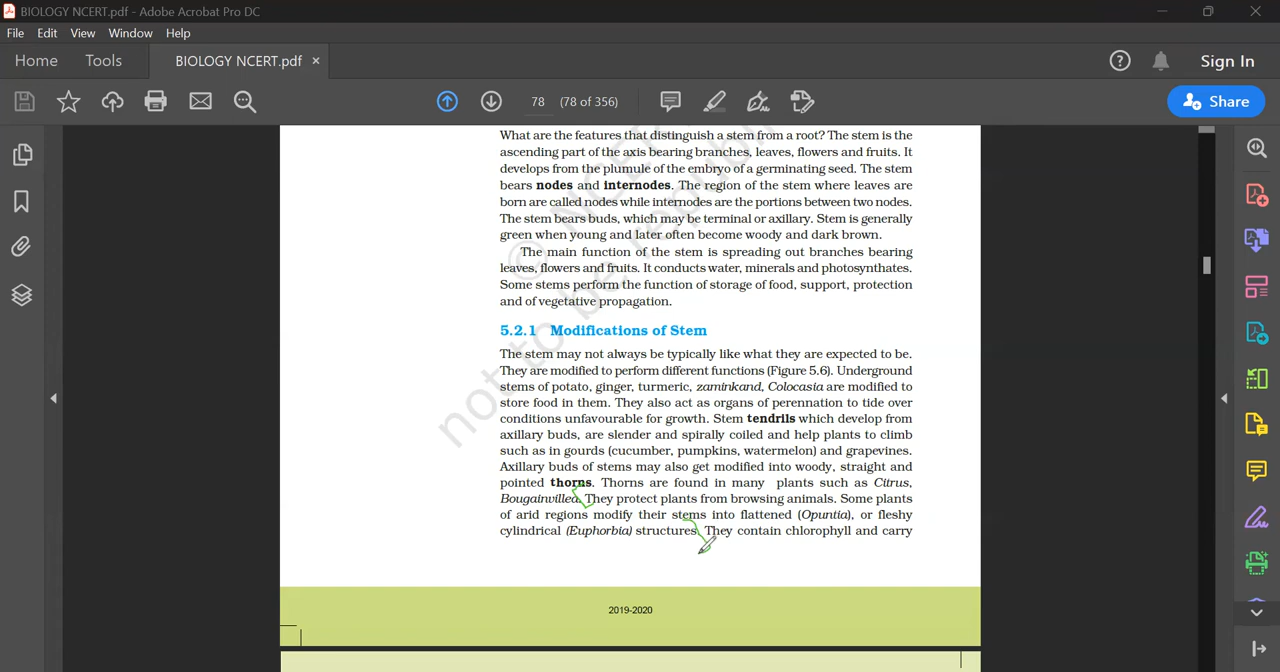 BIOLOGY NCERT.pdf - Adobe Acrobat Pro DC
File Edit View Window Help
Home Tools BIOLOGY NCERT.pdf × Sign In
78 (78 of 356) Share
What are the features that distinguish a stem from a root? The stem is the
ascending part of the axis bearing branches, leaves, flowers and fruits. It
develops from the plumule of the embryo of a germinating seed. The stem
bears nodes and internodes. The region of the stem where leaves are
born are called nodes while internodes are the portions between two nodes.
The stem bears buds, which may be terminal or axillary. Stem is generally
green when young and later often become woody and dark brown.
The main function of the stem is spreading out branches bearing
leaves, flowers and fruits. It conducts water, minerals and photosynthates.
Some stems perform the function of storage of food, support, protection
and of vegetative propagation.
5.2.1 Modifications of Stem
The stem may not always be typically like what they are expected to be.
They are modified to perform different functions (Figure 5.6). Underground
stems of potato, ginger, turmeric, zaminkand, Colocasia are modified to
store food in them. They also act as organs of perennation to tide over
conditions unfavourable for growth. Stem tendrils which develop from
axillary buds, are slender and spirally coiled and help plants to climb
such as in gourds (cucumber, pumpkins, watermelon) and grapevines.
Axillary buds of stems may also get modified into woody, straight and
pointed thorns. Thorns are found in many plants such as Citrus,
Bougainvillea. They protect plants from browsing animals. Some plants
of arid regions modify their stems into flattened (Opuntia), or fleshy
cylindrical (Euphorbia) structures. They contain chlorophyll and carry
2019-2020
© NCE
not to be republi